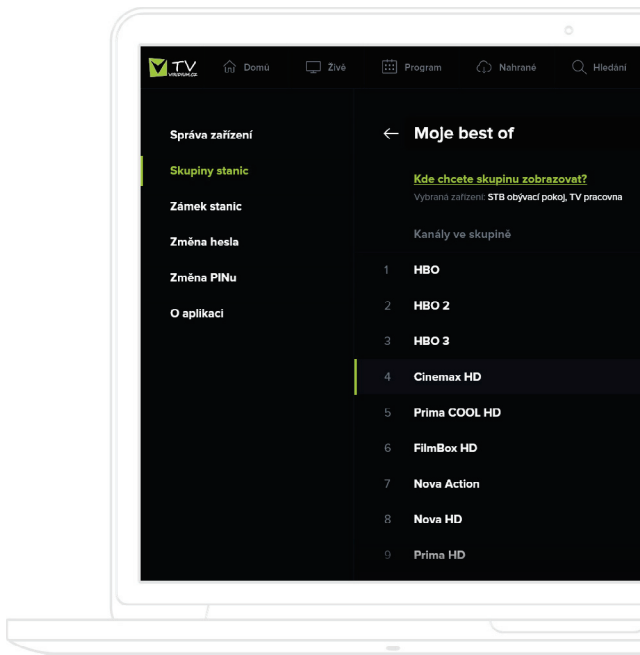 TV
VIRIDIUM.CZ
Domů
Živě
Program
Nahrané
Hledání
Správa zařízení
Skupiny stanic
Zámek stanic
Změna hesla
Změna PINu
O aplikaci
Moje best of
Kde chcete skupinu zobrazovat?
Vybraná zařízení: STB obývací pokoj, TV pracovna
Kanály ve skupině
1 HBO
2 HBO 2
3 HBO 3
4 Cinemax HD
5 Prima COOL HD
6 FilmBox HD
7 Nova Action
8 Nova HD
9 Prima HD